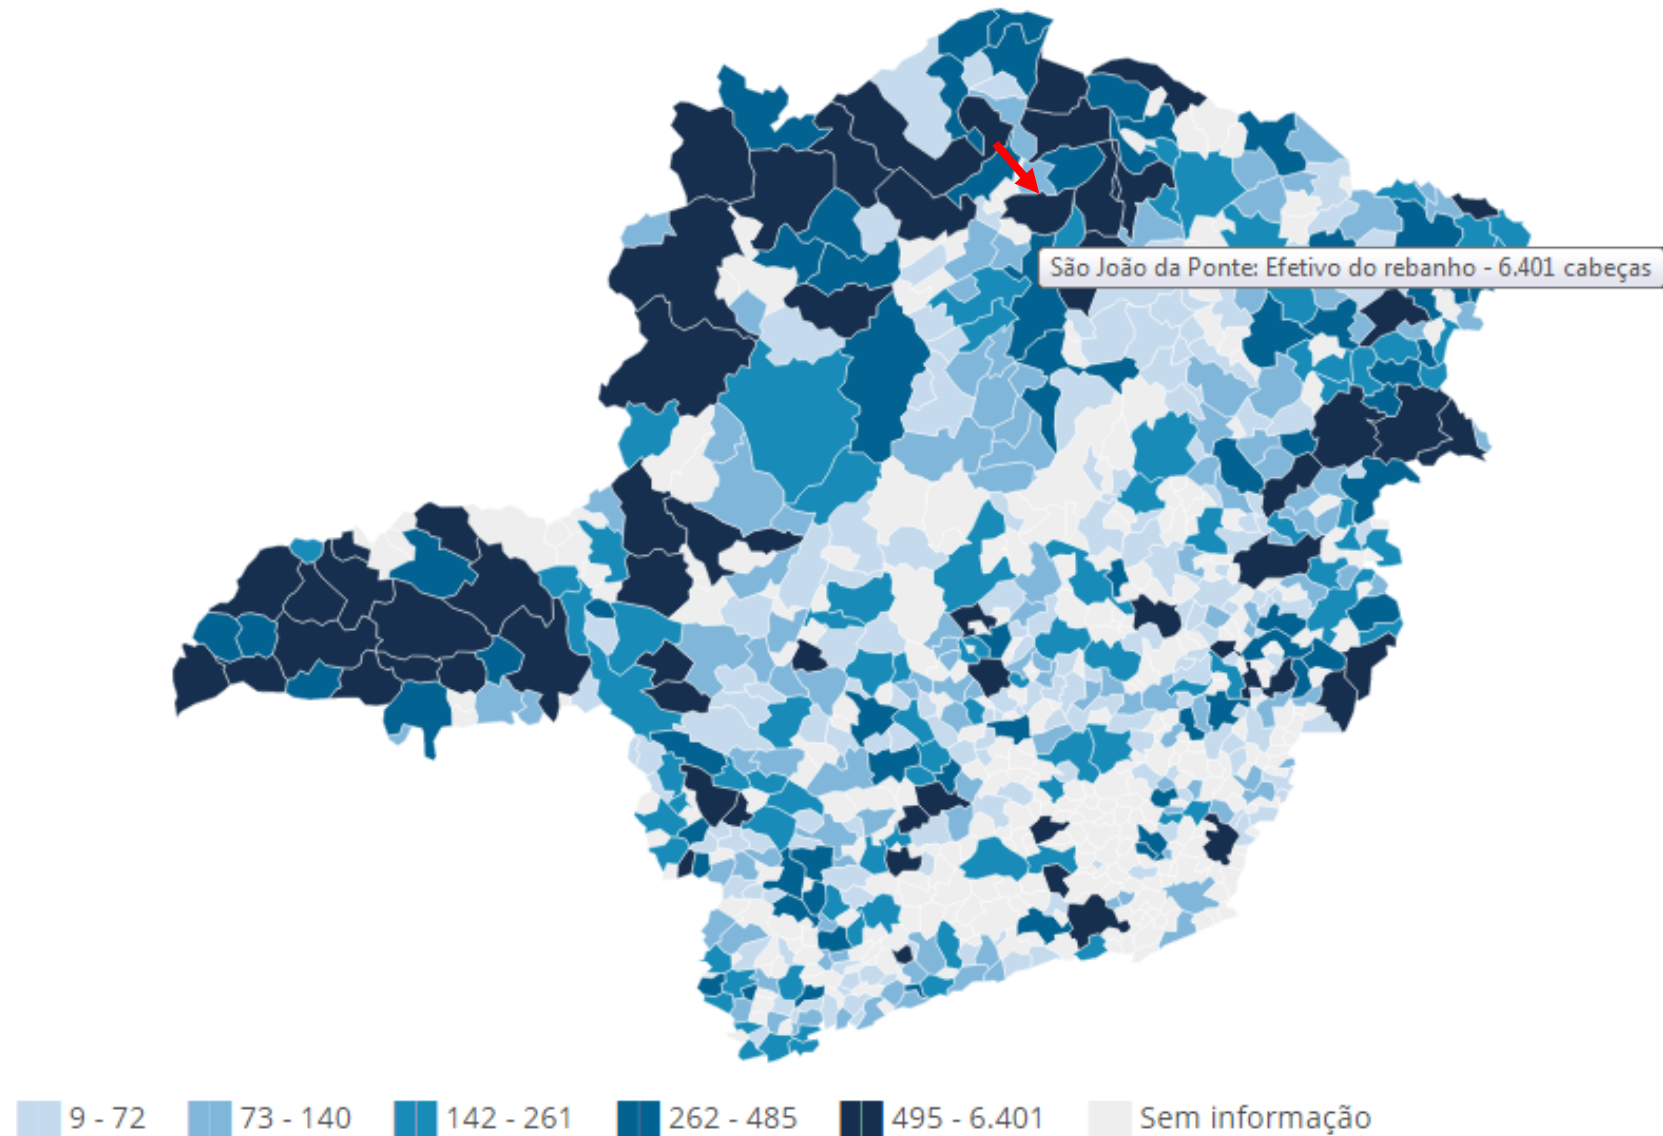 São João da Ponte: Efetivo do rebanho - 6.401 cabeças
9 - 72 73 - 140 142 - 261 262 - 485 495 - 6.401 Sem informação